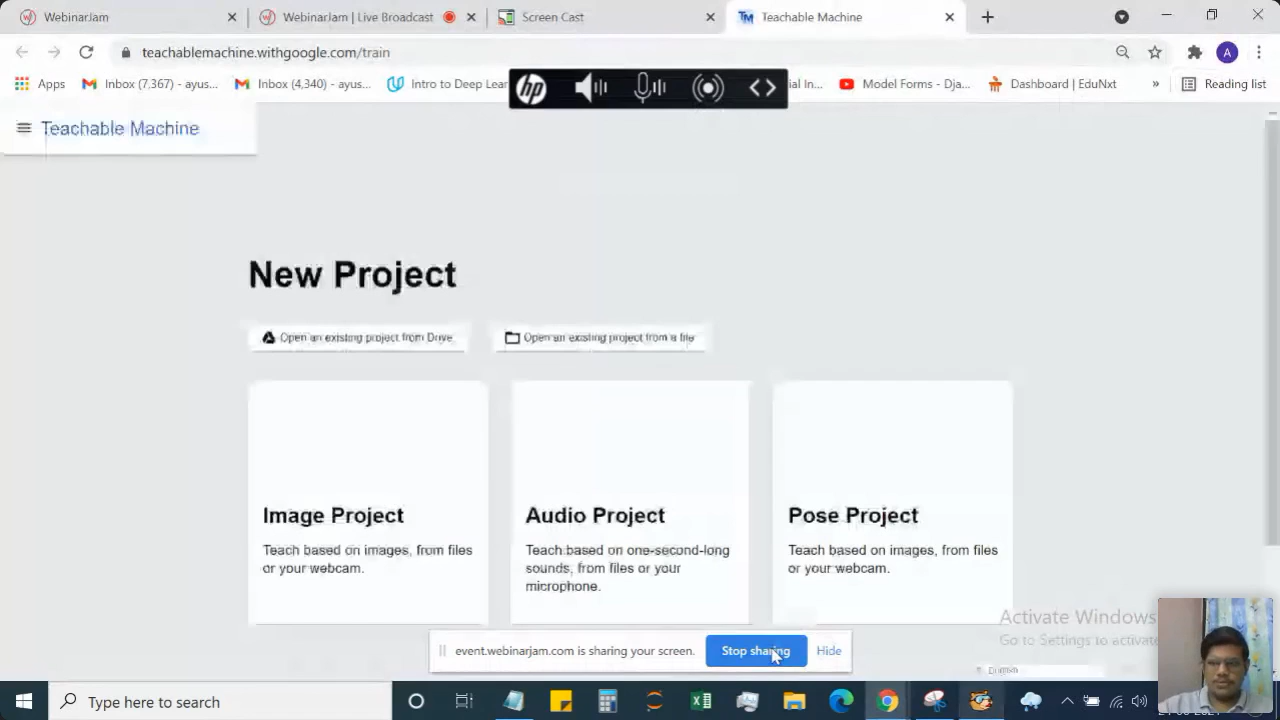 WebinarJam
WebinarJam | Live Broadcast
Screen Cast
Teachable Machine
teachablemachine.withgoogle.com/train
A
Apps
Inbox (7,367) - ayus...
Inbox (4,340) - ayus...
Intro to Deep Lear
hp
ial In...
Model Forms - Dja...
Dashboard | EduNxt
»
Reading list
Teachable Machine
New Project
Open an existing project from Drive
Open an existing project from a file
Image Project
Teach based on images, from files
or your webcam.
Audio Project
Teach based on one-second-long
sounds, from files or your
microphone.
Pose Project
Teach based on images, from files
or your webcam.
Activate Windows
Go to Settings to activate
event.webinarjam.com is sharing your screen.
Stop sharing
Hide
English
Type here to search